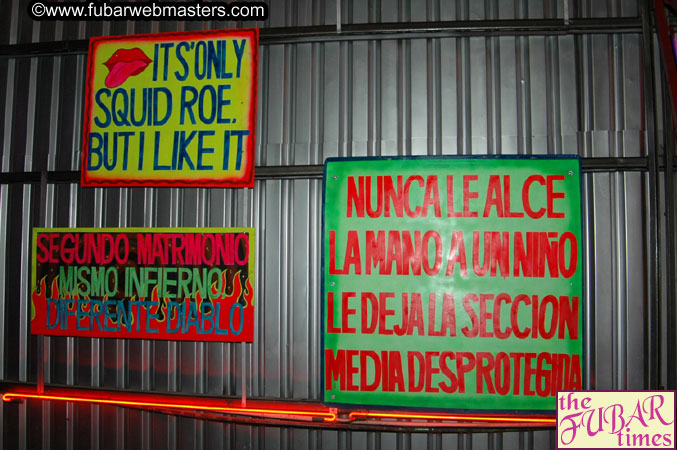 www.fubarwebmasters.com
ITS'ONLY
SQUID ROE.
BUT I LIKE IT
SEGUNDO MATRIMONIO
MISMO INFIERNO
DIFERENTE DIABLO
NUNCA LE ALCE
LA MANO A UN NIÑO
LE DEJA LA SECCION
MEDIA DESPROTEGIDA
the
FUBAR
times